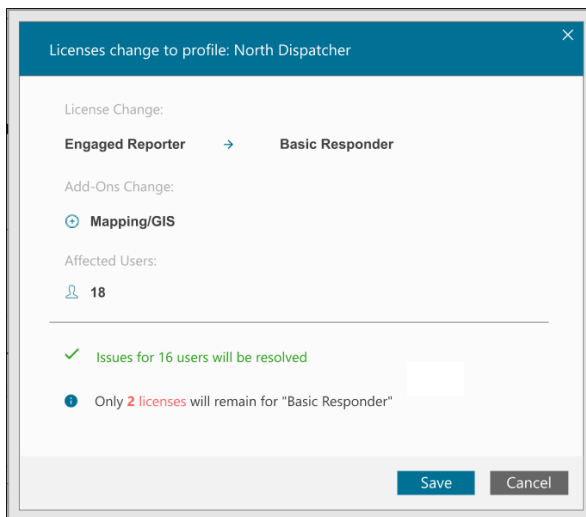 Licenses change to profile: North Dispatcher
License Change:
Engaged Reporter → Basic Responder
Add-Ons Change:
Mapping/GIS
Affected Users:
18
Issues for 16 users will be resolved
Only 2 licenses will remain for "Basic Responder"
Save Cancel